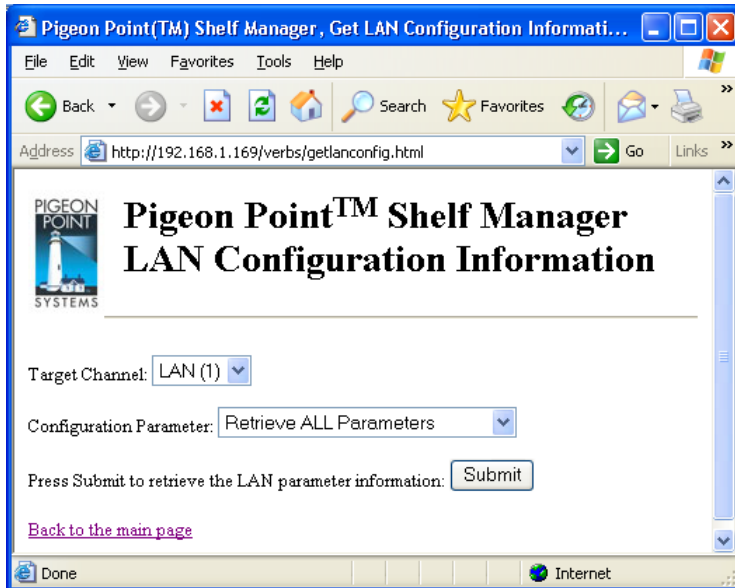 Pigeon Point(TM) Shelf Manager, Get LAN Configuration Informati...
File Edit View Favorites Tools Help
Back Search Favorites »
Address http://192.168.1.169/verbs/getlanconfig.html Go Links »
PIGEON
POINT
SYSTEMS
Pigeon Point™ Shelf Manager
LAN Configuration Information
Target Channel: LAN (1)
Configuration Parameter: Retrieve ALL Parameters
Press Submit to retrieve the LAN parameter information: Submit
Back to the main page
Done Internet